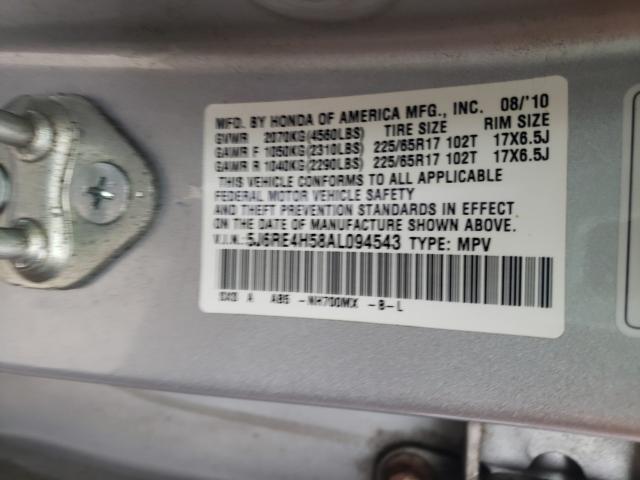 MFD. BY HONDA OF AMERICA MFG., INC. 08/'10
GVWR 2070KG(4560LBS) TIRE SIZE RIM SIZE
GAWR F 1050KG(2310LBS) 225/65R17 102T 17X6.5J
GAWR R 1040KG(2290LBS) 225/65R17 102T 17X6.5J
THIS VEHICLE CONFORMS TO ALL APPLICABLE
FEDERAL MOTOR VEHICLE SAFETY
AND THEFT PREVENTION STANDARDS IN EFFECT
ON THE DATE OF MANUFACTURE SHOWN ABOVE.
V.I.N.: 5J6RE4H58AL094543 TYPE: MPV
A AB5 -NH700MX -B-L